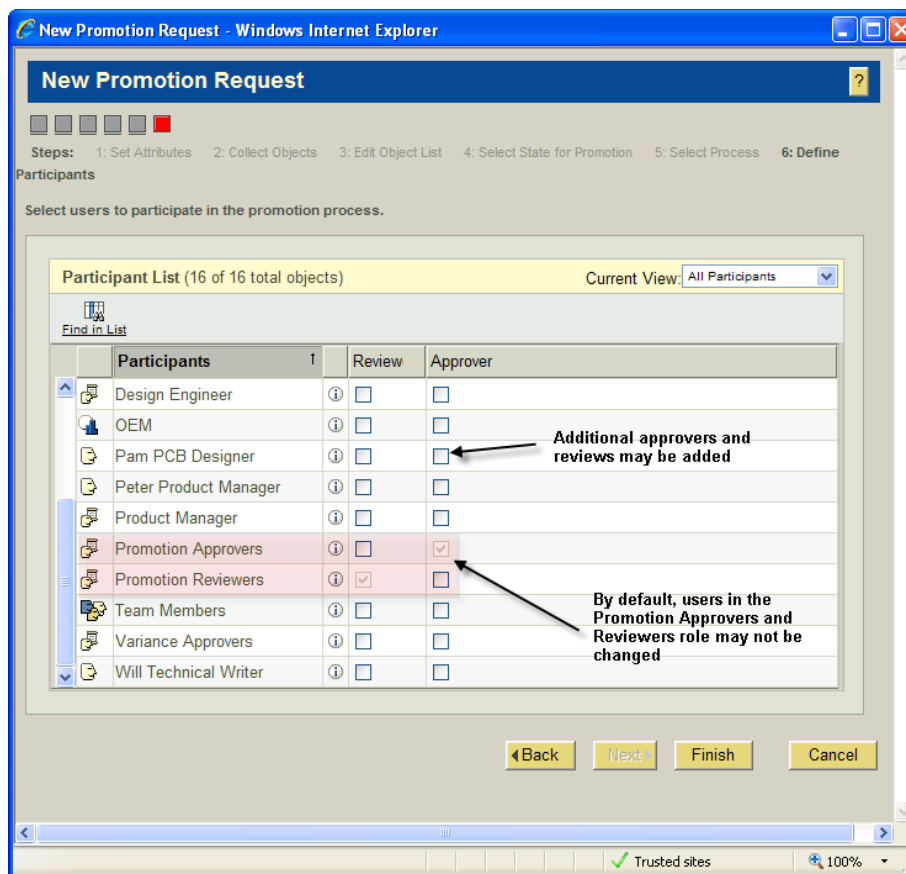 New Promotion Request - Windows Internet Explorer
New Promotion Request
?
Steps: 1: Set Attributes 2: Collect Objects 3: Edit Object List 4: Select State for Promotion 5: Select Process 6: Define
Participants
Select users to participate in the promotion process.
Participant List (16 of 16 total objects) Current View: All Participants
Find in List
Participants Review Approver
Design Engineer
OEM
Pam PCB Designer
Peter Product Manager
Product Manager
Promotion Approvers
Promotion Reviewers
Team Members
Variance Approvers
Will Technical Writer
Additional approvers and
reviews may be added
By default, users in the
Promotion Approvers and
Reviewers role may not be
changed
Back Next Finish Cancel
Trusted sites 100%